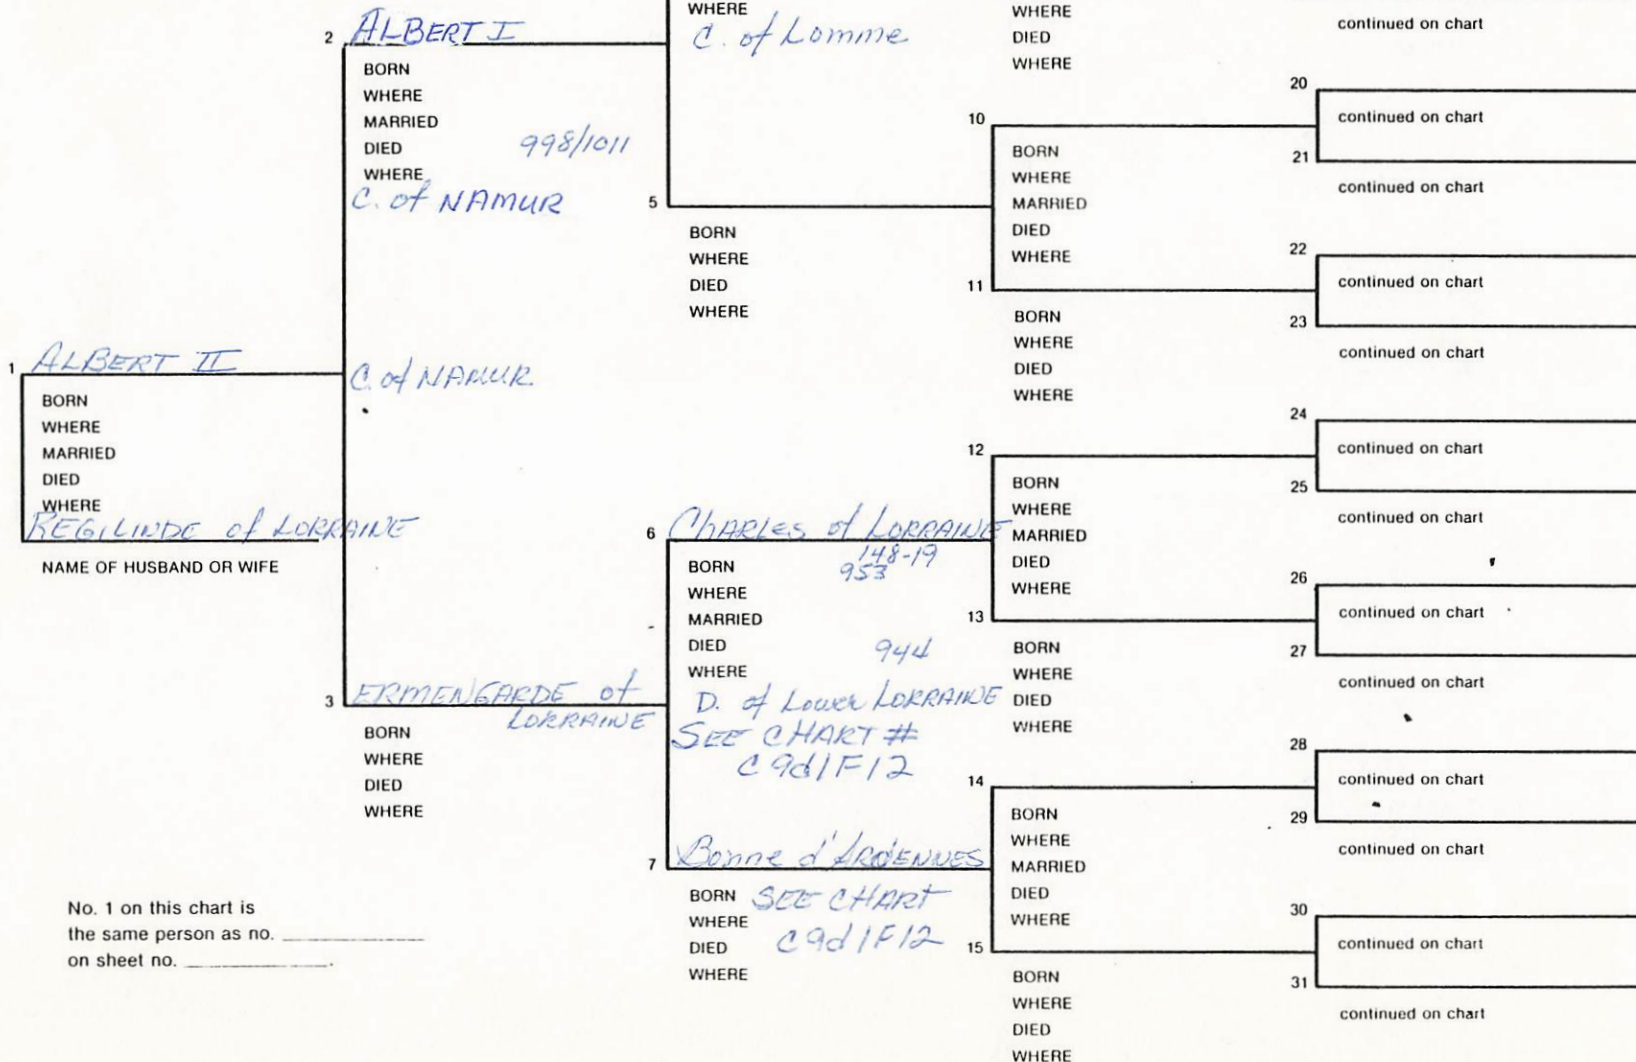 2 ALBERT I
BORN
WHERE
MARRIED
DIED 998/1011
WHERE
C. of NAMUR
1 ALBERT II
C. of NAMUR
BORN
WHERE
MARRIED
DIED
WHERE
REGILINDE of LORRAINE
NAME OF HUSBAND OR WIFE
3 ERMENGARDE of
LORRAINE
BORN
WHERE
DIED
WHERE
No. 1 on this chart is
the same person as no.
on sheet no.
WHERE
C. of Lomme
5
BORN
WHERE
DIED
WHERE
6 CHARLES of LORRAINE
148-19
BORN 953
WHERE
MARRIED
DIED 944
WHERE
D. of Lower LORRAINE
SEE CHART #
C9d1F12
7 Bonne d'ARDENNES
BORN SEE CHART
WHERE
C9d1F12
DIED
WHERE
WHERE
DIED
WHERE
10
BORN
WHERE
MARRIED
DIED
WHERE
11
BORN
WHERE
DIED
WHERE
12
BORN
WHERE
MARRIED
DIED
WHERE
13
BORN
WHERE
DIED
WHERE
14
BORN
WHERE
MARRIED
DIED
WHERE
15
BORN
WHERE
DIED
WHERE
continued on chart
20
continued on chart
21
continued on chart
22
continued on chart
23
continued on chart
24
continued on chart
25
continued on chart
26
continued on chart
27
continued on chart
28
continued on chart
29
continued on chart
30
continued on chart
31
continued on chart